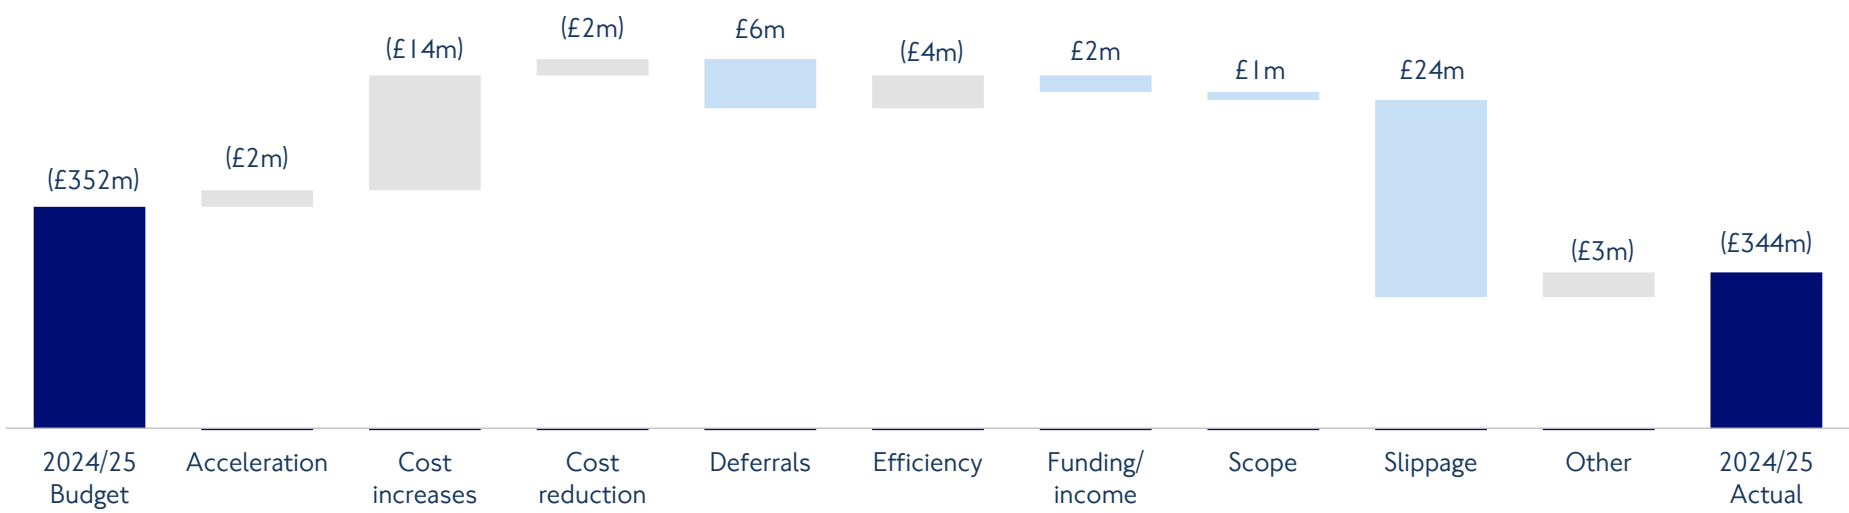 (£352m)
(£2m)
(£14m)
(£2m)
£6m
(£4m)
£2m
£1m
£24m
(£3m)
(£344m)
2024/25
Budget
Acceleration
Cost
increases
Cost
reduction
Deferrals
Efficiency
Funding/
income
Scope
Slippage
Other
2024/25
Actual